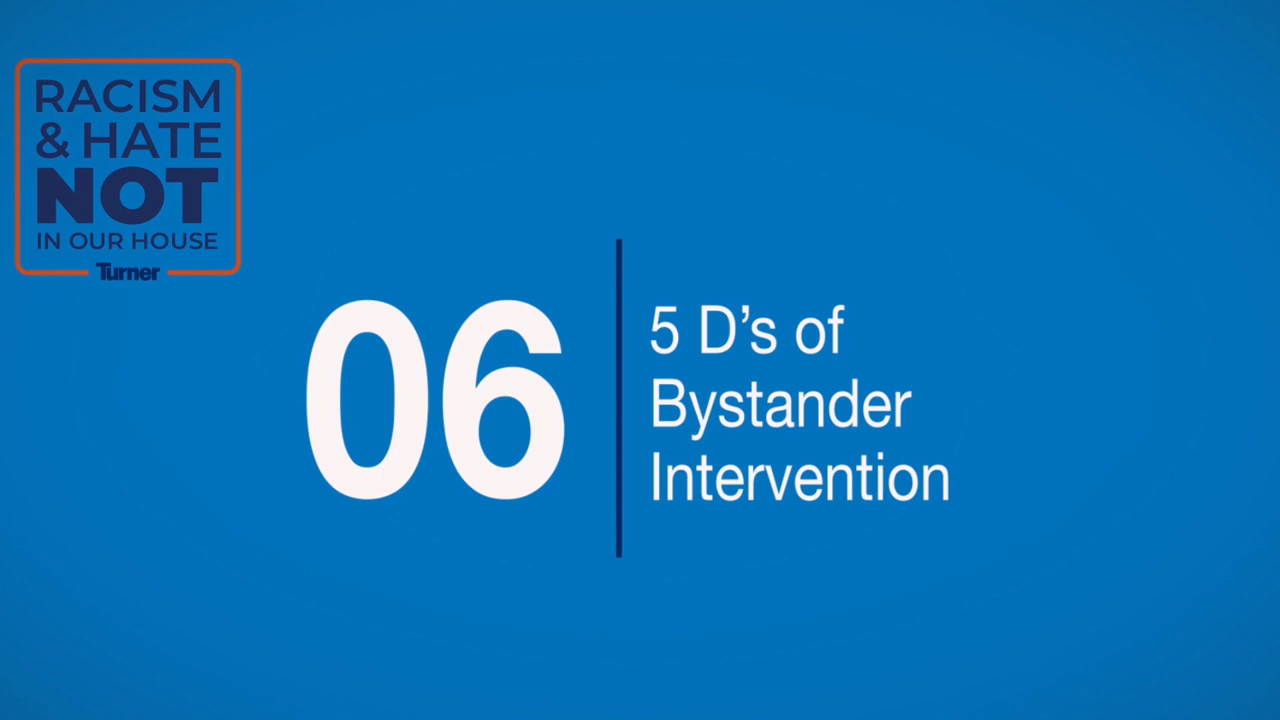 RACISM
& HATE
NOT
IN OUR HOUSE
Turner
06
5 D’s of
Bystander
Intervention